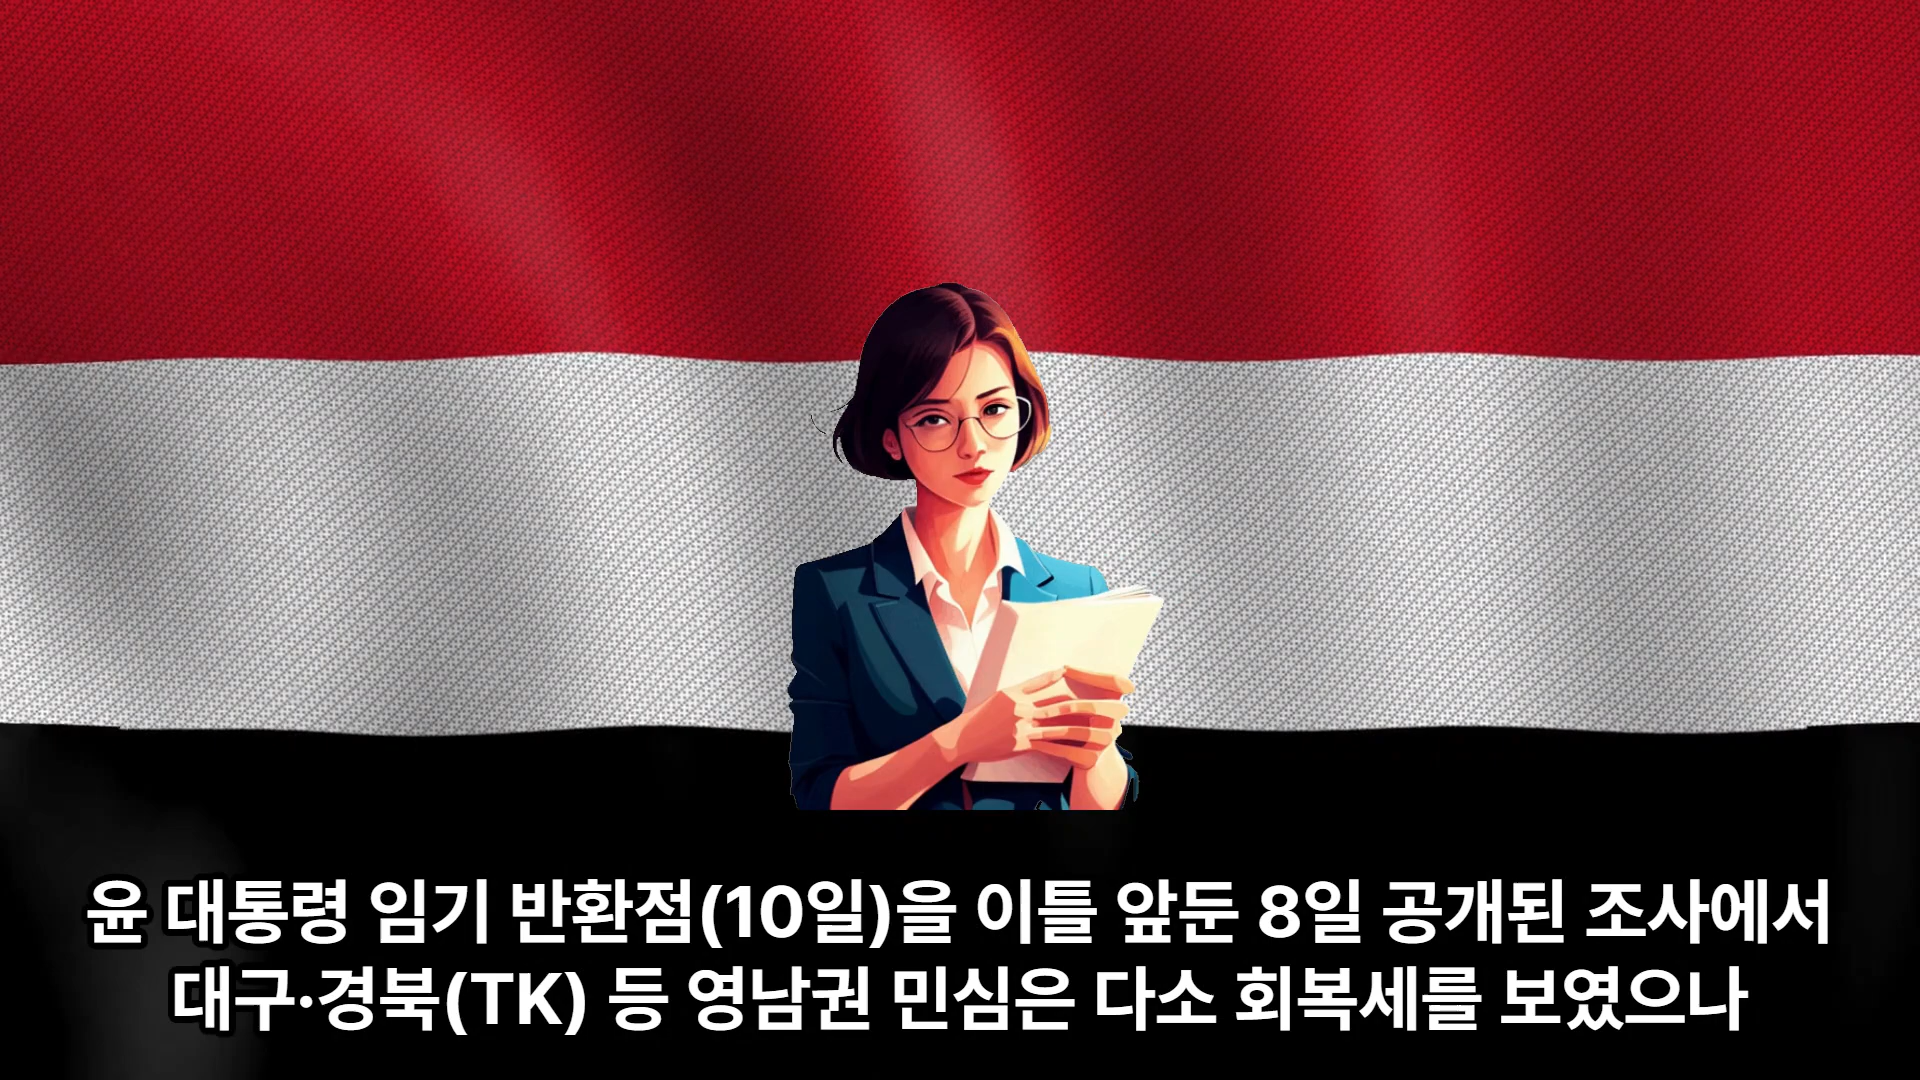 윤 대통령 임기 반환점(10일)을 이틀 앞둔 8일 공개된 조사에서
대구·경북(TK) 등 영남권 민심은 다소 회복세를 보였으나